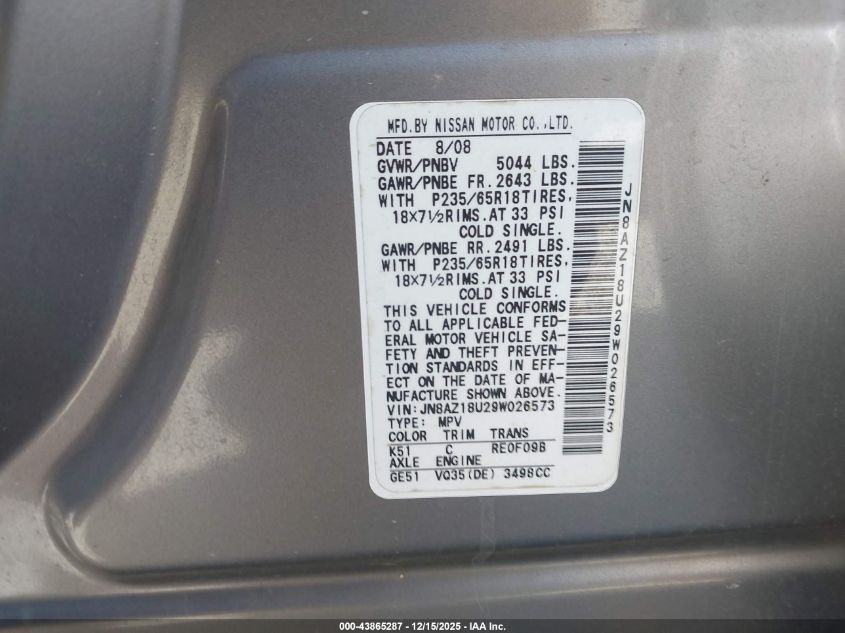 MFD.BY NISSAN MOTOR CO.,LTD.
DATE 8/08
GVWR/PNBV 5044 LBS.
GAWR/PNBE FR.2643 LBS.
WITH P235/65R18TIRES,
18X7½RIMS.AT 33 PSI
COLD SINGLE.
GAWR/PNBE RR.2491 LBS.
WITH P235/65R18TIRES,
18X7½RIMS.AT 33 PSI
COLD SINGLE.
THIS VEHICLE CONFORMS
TO ALL APPLICABLE FED-
ERAL MOTOR VEHICLE SA-
FETY AND THEFT PREVEN-
TION STANDARDS IN EFF-
ECT ON THE DATE OF MA-
NUFACTURE SHOWN ABOVE.
VIN:JN8AZ18U29W026573
TYPE: MPV
COLOR TRIM TRANS
K51 C RE0F09B
AXLE ENGINE
GE51 VQ35(DE) 3498CC
JN8AZ18U29W026573
000-43865287 - 12/15/2025 - IAA Inc.